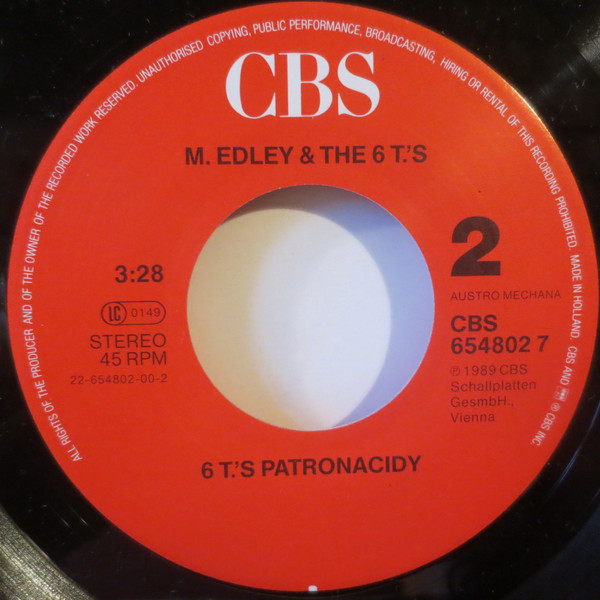 ALL RIGHTS OF THE PRODUCER AND OF THE OWNER OF THE RECORDED WORK RESERVED. UNAUTHORISED COPYING, PUBLIC PERFORMANCE, BROADCASTING, HIRING OR RENTAL OF THIS RECORDING PROHIBITED. MADE IN HOLLAND. CBS AND ® CBS INC.
CBS
M. EDLEY & THE 6 T.'S
2
3:28
LC 0149
STEREO
45 RPM
22-654802-00-2
AUSTRO MECHANA
CBS
654802 7
℗ 1989 CBS
Schallplatten
GesmbH.,
Vienna
6 T.'S PATRONACIDY